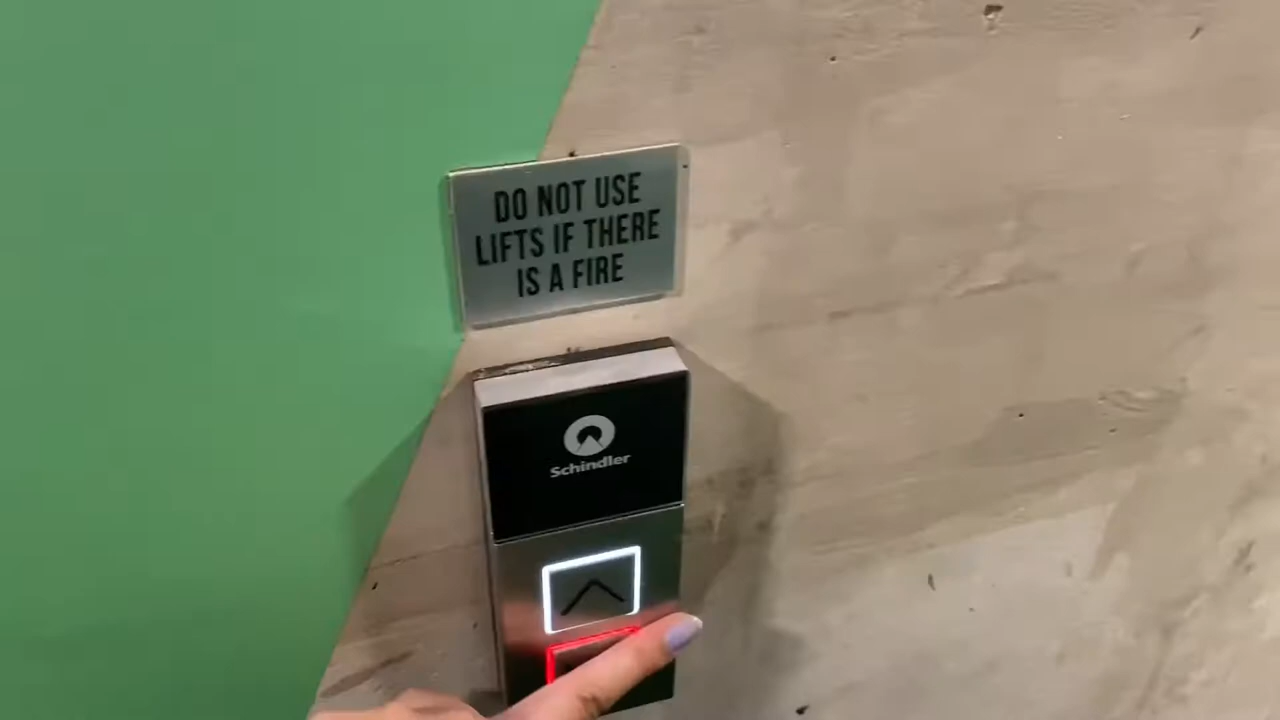 DO NOT USE
LIFTS IF THERE
IS A FIRE
Schindler